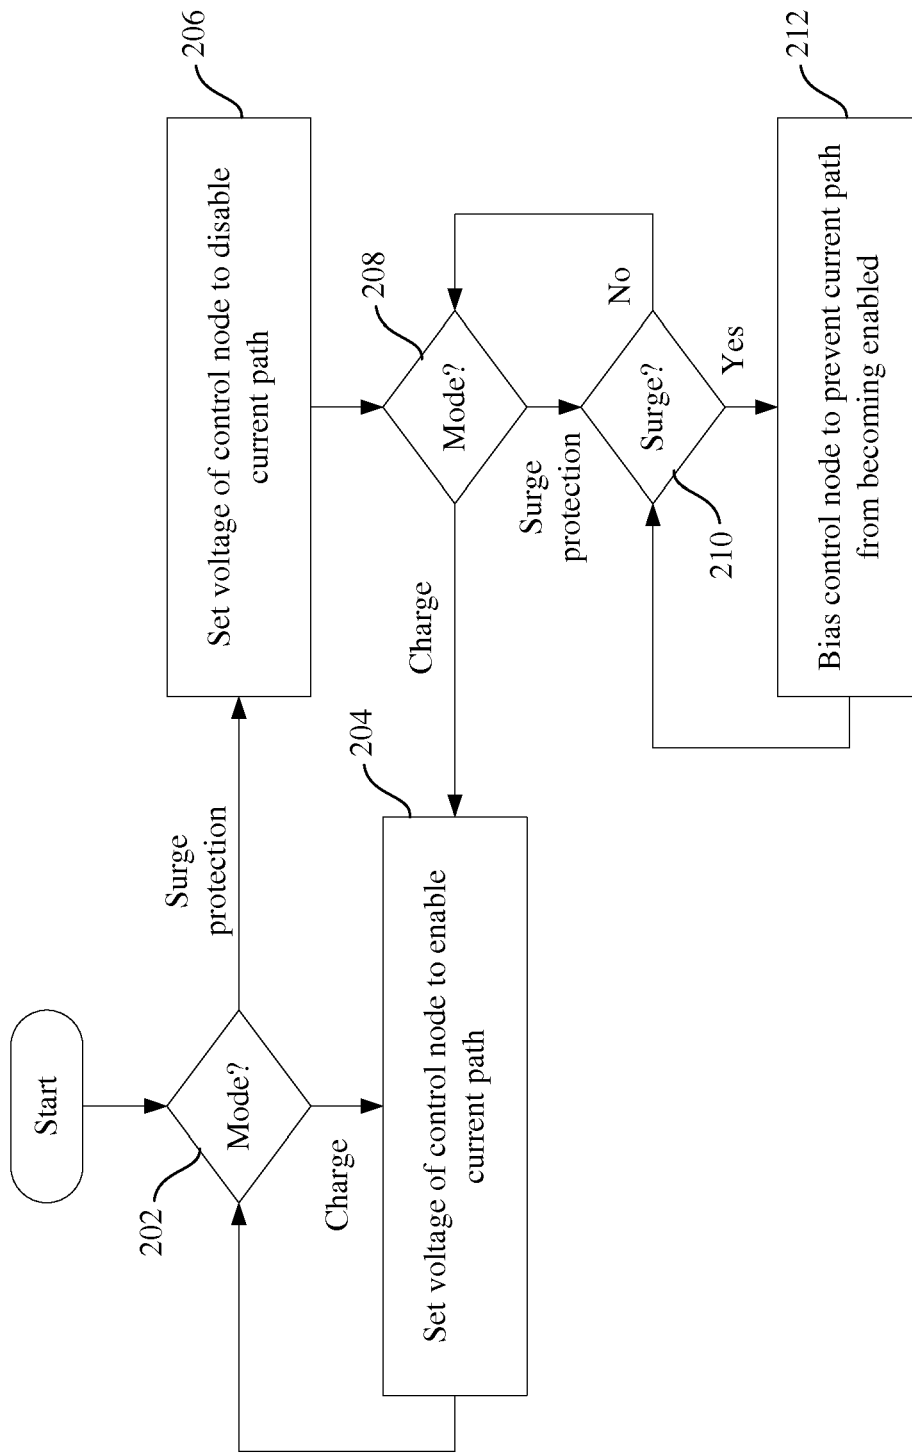 Start
202
Mode?
Surge
protection
206
Set voltage of control node to disable
current path
Charge
204
Set voltage of control node to enable
current path
208
Mode?
Charge
Surge
protection
210
Surge?
No
Yes
212
Bias control node to prevent current path
from becoming enabled